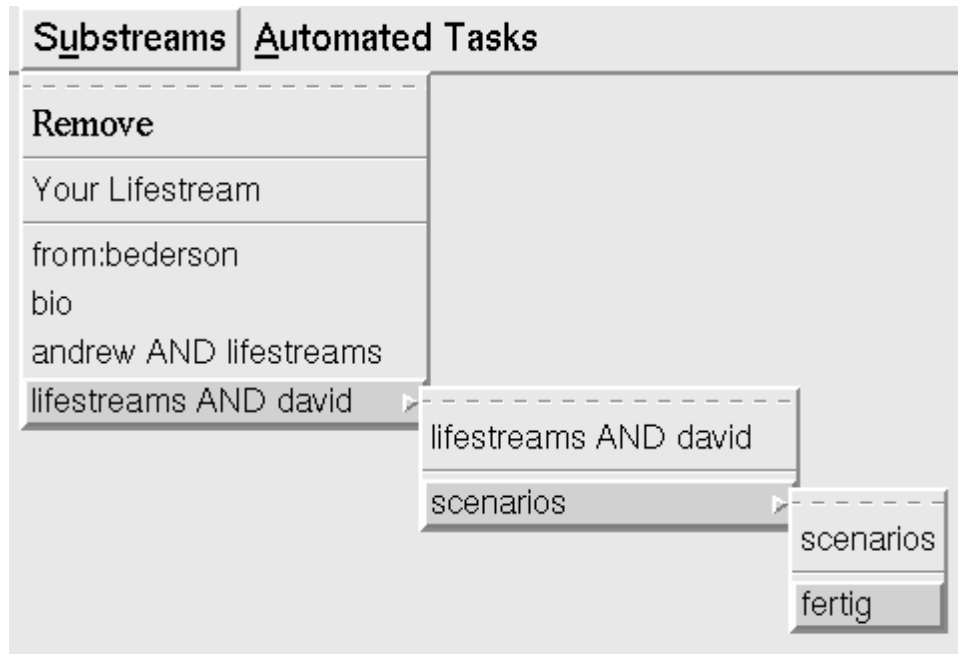 Substreams Automated Tasks
Remove
Your Lifestream
from:bederson
bio
andrew AND lifestreams
lifestreams AND david
lifestreams AND david
scenarios
scenarios
fertig